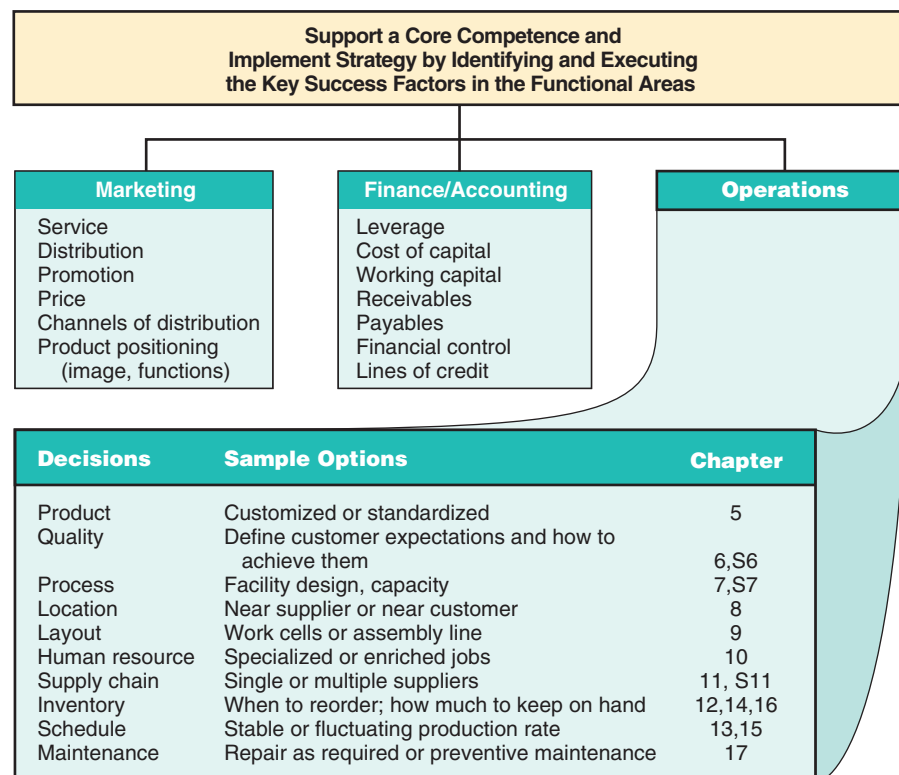 Support a Core Competence and
Implement Strategy by Identifying and Executing
the Key Success Factors in the Functional Areas
Marketing
Service
Distribution
Promotion
Price
Channels of distribution
Product positioning
(image, functions)
Finance/Accounting
Leverage
Cost of capital
Working capital
Receivables
Payables
Financial control
Lines of credit
Operations
Decisions Sample Options Chapter
Product Customized or standardized 5
Quality Define customer expectations and how to
achieve them 6,S6
Process Facility design, capacity 7,S7
Location Near supplier or near customer 8
Layout Work cells or assembly line 9
Human resource Specialized or enriched jobs 10
Supply chain Single or multiple suppliers 11, S11
Inventory When to reorder; how much to keep on hand 12,14,16
Schedule Stable or fluctuating production rate 13,15
Maintenance Repair as required or preventive maintenance 17